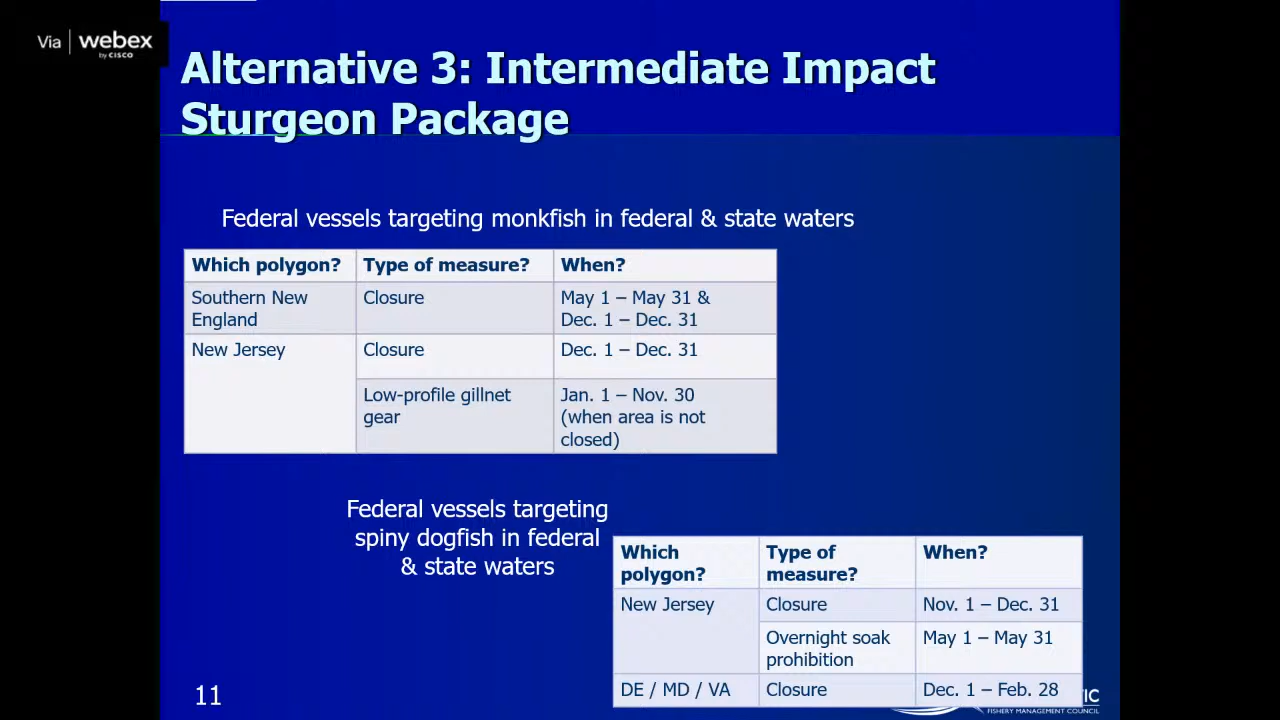 Via webex
by CISCO
Alternative 3: Intermediate Impact
Sturgeon Package
Federal vessels targeting monkfish in federal & state waters
Which polygon? Type of measure? When?
Southern New Closure May 1 – May 31 &
England Dec. 1 – Dec. 31
New Jersey Closure Dec. 1 – Dec. 31
Low-profile gillnet Jan. 1 – Nov. 30
gear (when area is not
closed)
Federal vessels targeting
spiny dogfish in federal
& state waters
Which Type of When?
polygon? measure?
New Jersey Closure Nov. 1 – Dec. 31
Overnight soak May 1 – May 31
prohibition
DE / MD / VA Closure Dec. 1 – Feb. 28
11
IC
FISHERY MANAGEMENT COUNCIL